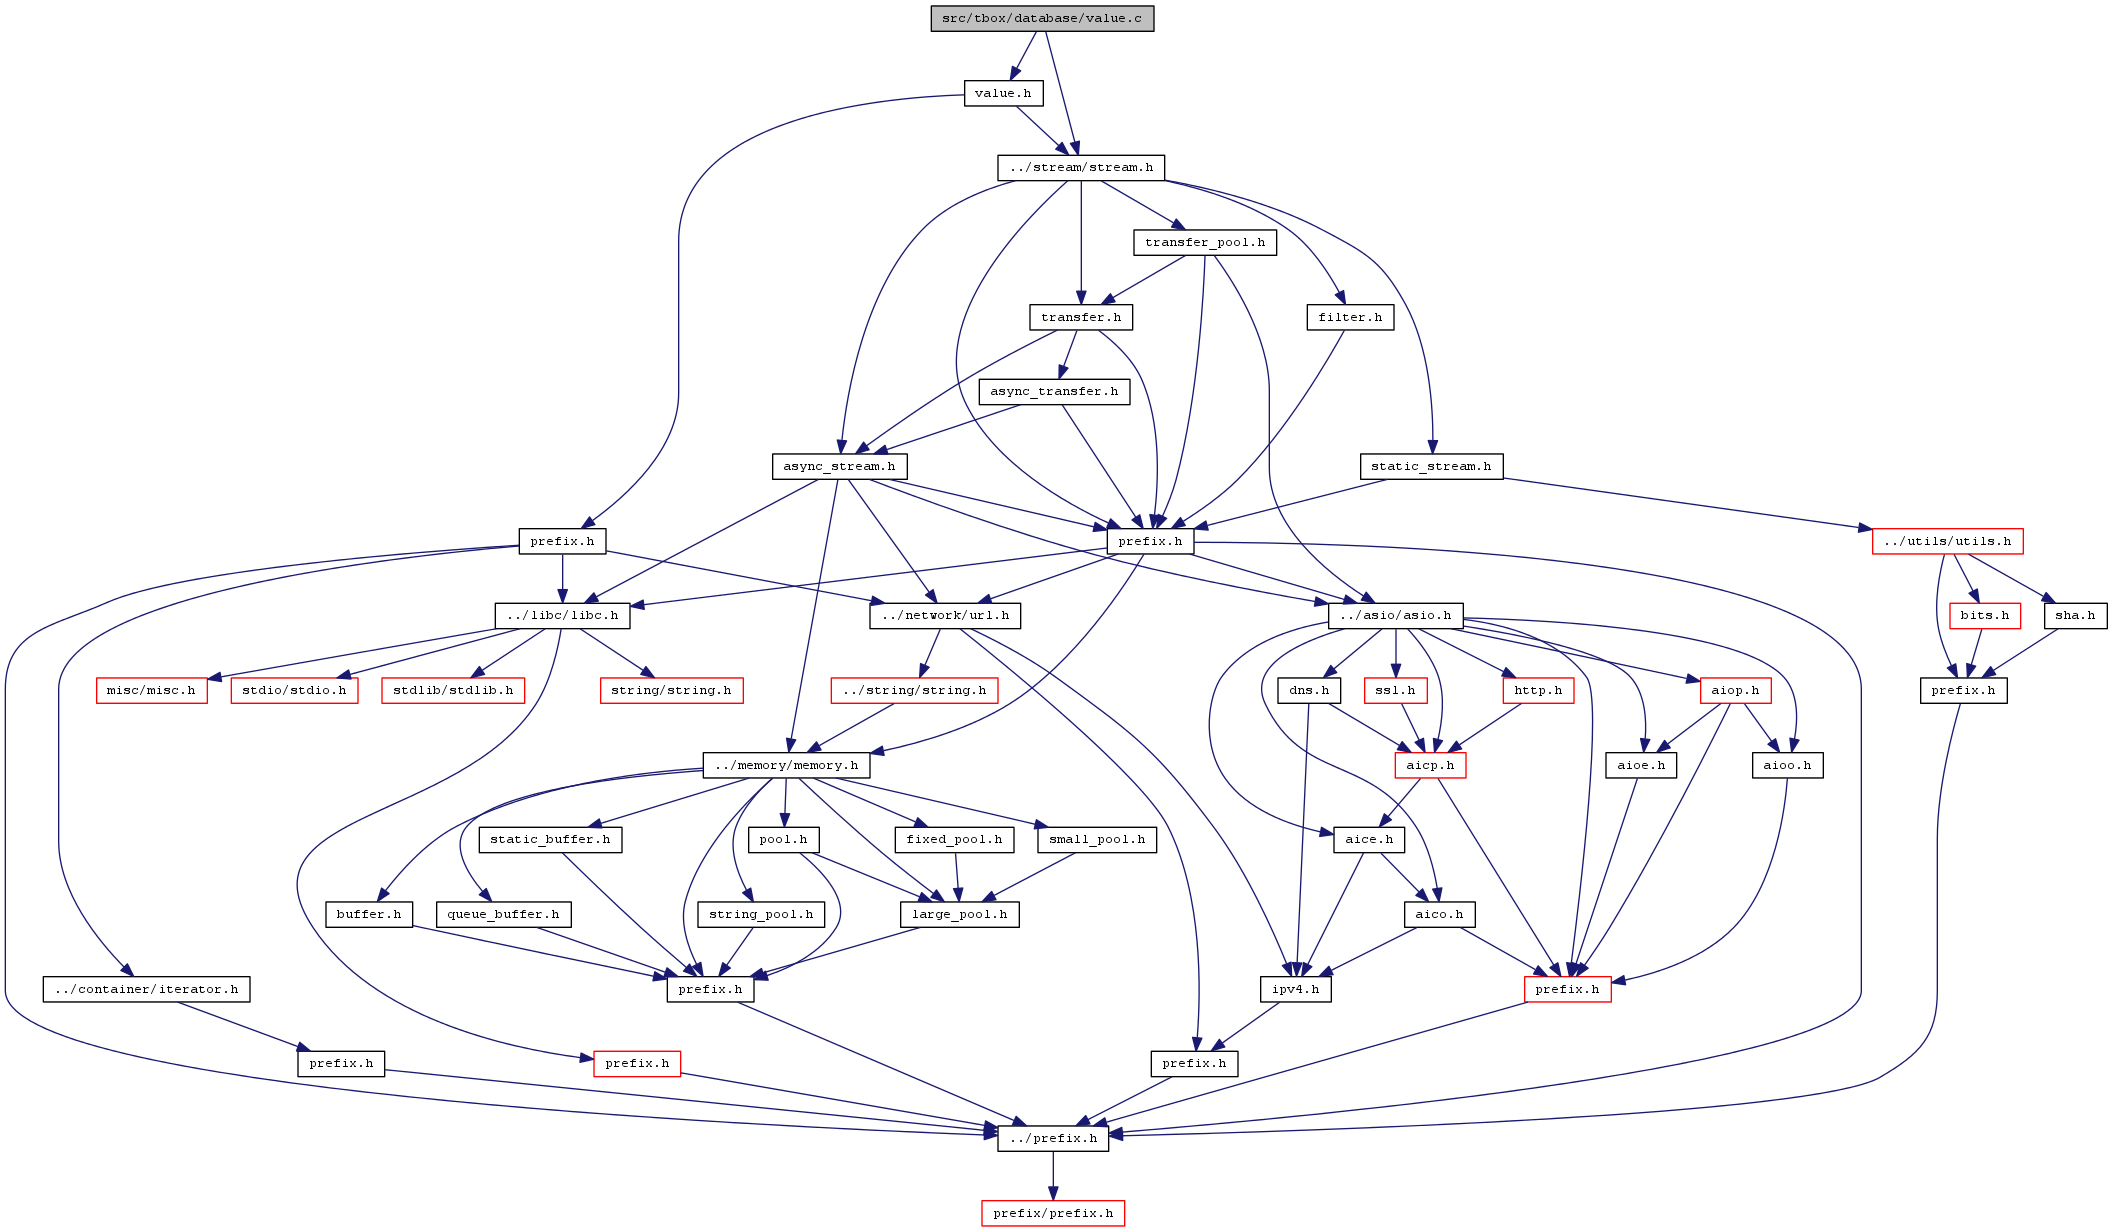 src/tbox/database/value.c
value.h
../stream/stream.h
transfer_pool.h
transfer.h
filter.h
async_transfer.h
async_stream.h
static_stream.h
prefix.h
prefix.h
../utils/utils.h
../libc/libc.h
../network/url.h
../asio/asio.h
bits.h
sha.h
misc/misc.h
stdio/stdio.h
stdlib/stdlib.h
string/string.h
../string/string.h
dns.h
ssl.h
http.h
aiop.h
prefix.h
../memory/memory.h
aicp.h
aioe.h
aioo.h
static_buffer.h
pool.h
fixed_pool.h
small_pool.h
aice.h
buffer.h
queue_buffer.h
string_pool.h
large_pool.h
aico.h
../container/iterator.h
prefix.h
ipv4.h
prefix.h
prefix.h
prefix.h
prefix.h
../prefix.h
prefix/prefix.h